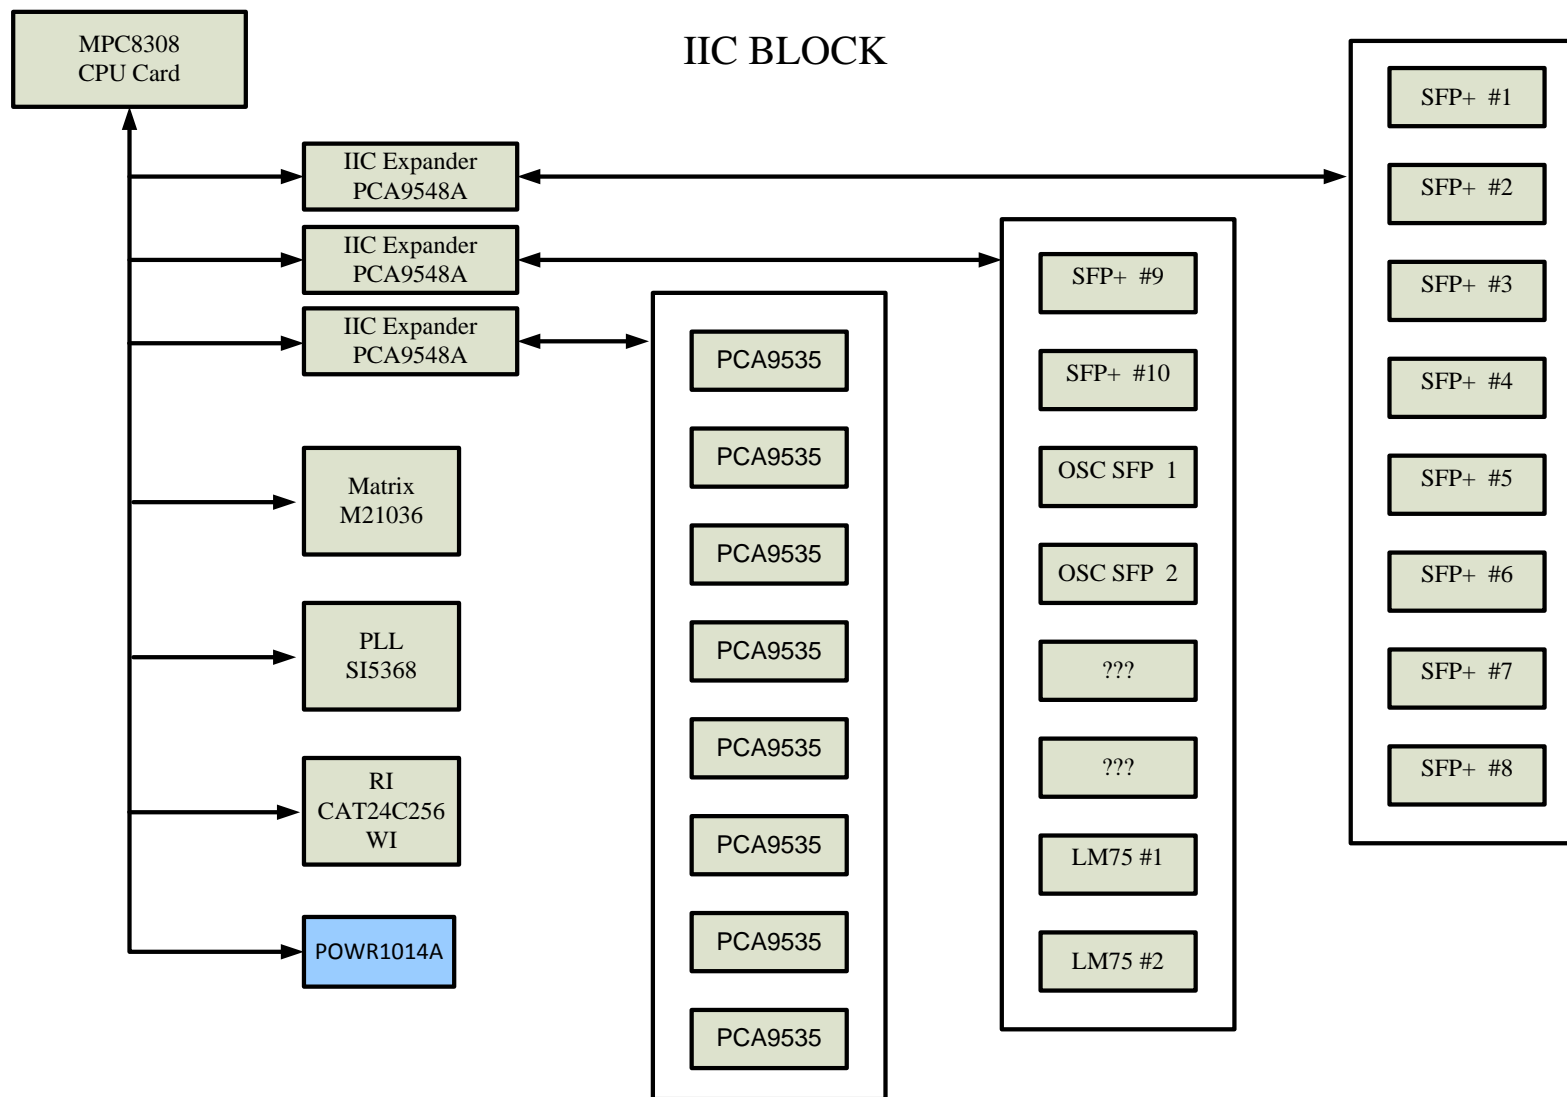 IIC BLOCK
MPC8308
CPU Card
IIC Expander
PCA9548A
IIC Expander
PCA9548A
IIC Expander
PCA9548A
Matrix
M21036
PLL
SI5368
RI
CAT24C256
WI
POWR1014A
PCA9535
PCA9535
PCA9535
PCA9535
PCA9535
PCA9535
PCA9535
PCA9535
SFP+ #9
SFP+ #10
OSC SFP 1
OSC SFP 2
???
???
LM75 #1
LM75 #2
SFP+ #1
SFP+ #2
SFP+ #3
SFP+ #4
SFP+ #5
SFP+ #6
SFP+ #7
SFP+ #8